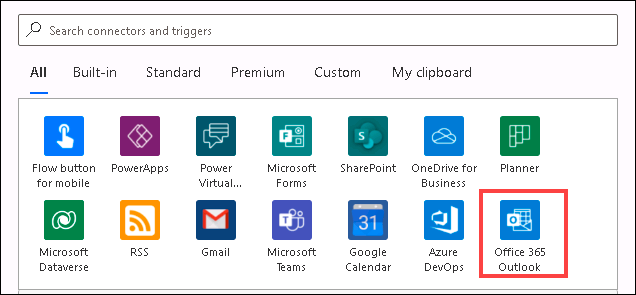 Search connectors and triggers
All Built-in Standard Premium Custom My clipboard
Flow button for mobile
PowerApps
Power Virtual...
Microsoft Forms
SharePoint
OneDrive for Business
Planner
Microsoft Dataverse
RSS
Gmail
Microsoft Teams
31
Google Calendar
Azure DevOps
Office 365 Outlook